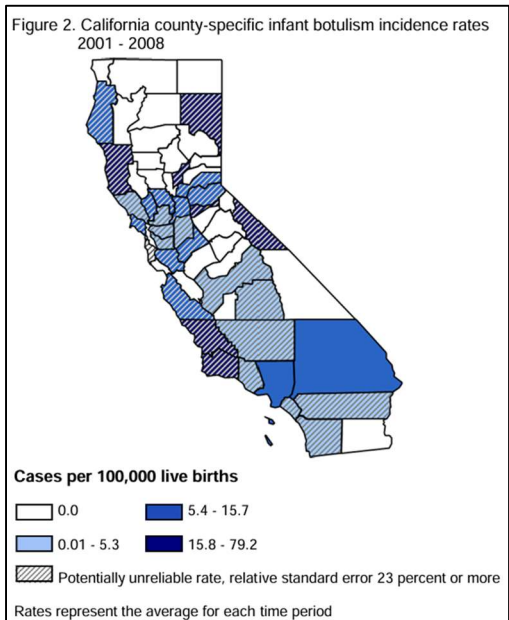 Figure 2. California county-specific infant botulism incidence rates
2001 - 2008
Cases per 100,000 live births
0.0
5.4 - 15.7
0.01 - 5.3
15.8 - 79.2
Potentially unreliable rate, relative standard error 23 percent or more
Rates represent the average for each time period